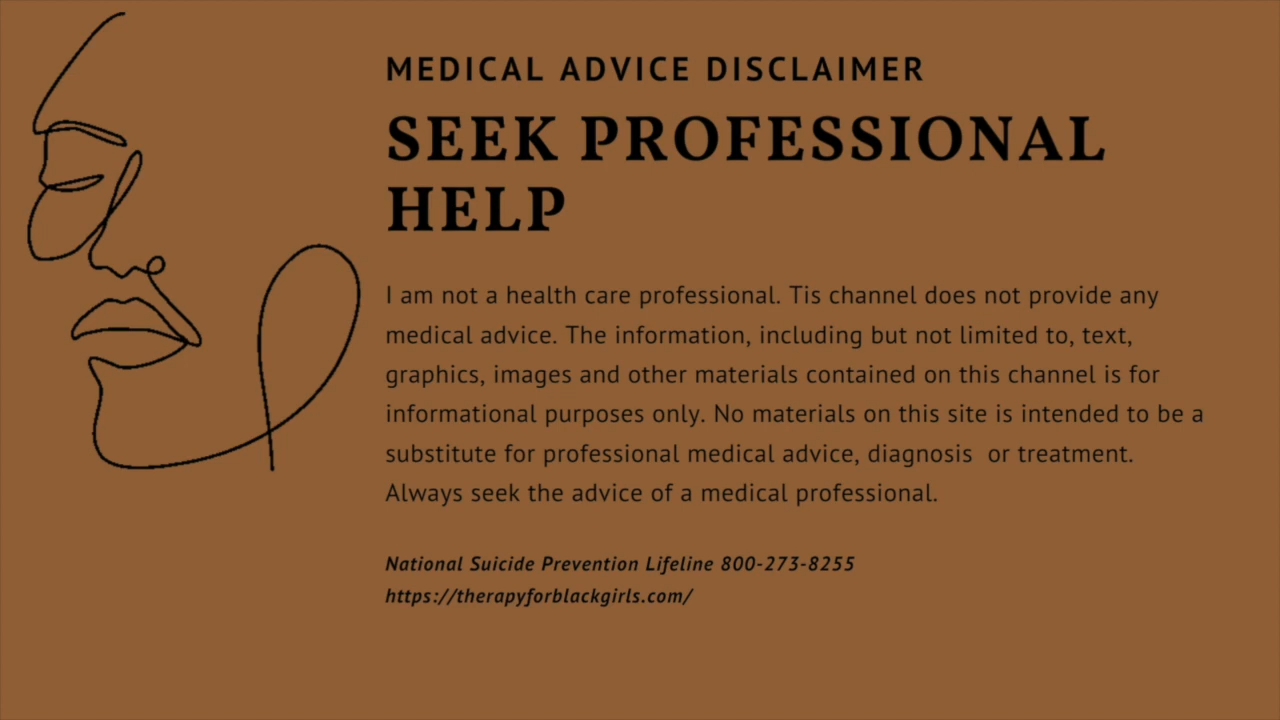 MEDICAL ADVICE DISCLAIMER
SEEK PROFESSIONAL
HELP
I am not a health care professional. Tis channel does not provide any
medical advice. The information, including but not limited to, text,
graphics, images and other materials contained on this channel is for
informational purposes only. No materials on this site is intended to be a
substitute for professional medical advice, diagnosis  or treatment.
Always seek the advice of a medical professional.
National Suicide Prevention Lifeline 800-273-8255
https://therapyforblackgirls.com/